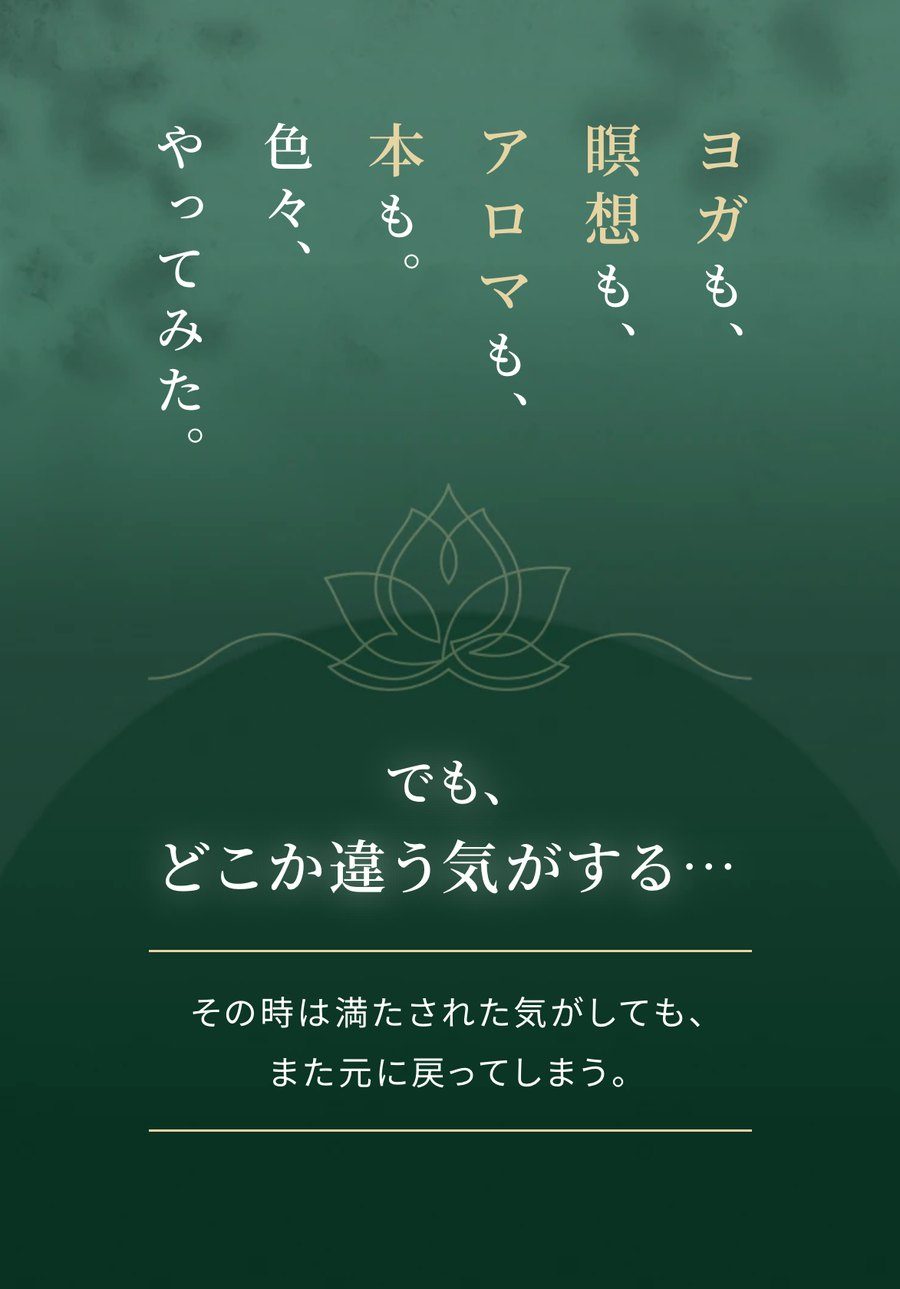 ヨガも、
瞑想も、
アロマも、
本も。
色々、
やってみた。
でも、
どこか違う気がする…
その時は満たされた気がしても、
また元に戻ってしまう。